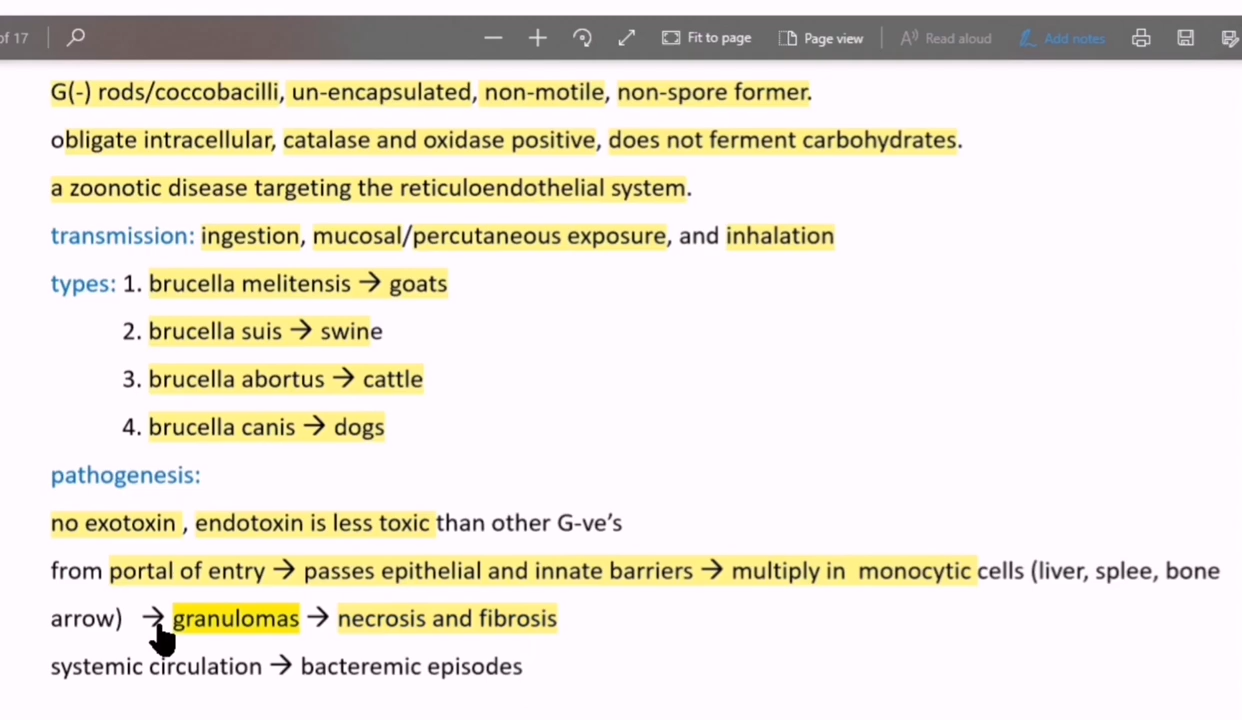 of 17 Fit to page Page view Read aloud Add notes
G(-) rods/coccobacilli, un-encapsulated, non-motile, non-spore former.
obligate intracellular, catalase and oxidase positive, does not ferment carbohydrates.
a zoonotic disease targeting the reticuloendothelial system.
transmission: ingestion, mucosal/percutaneous exposure, and inhalation
types: 1. brucella melitensis → goats
2. brucella suis → swine
3. brucella abortus → cattle
4. brucella canis → dogs
pathogenesis:
no exotoxin , endotoxin is less toxic than other G-ve’s
from portal of entry → passes epithelial and innate barriers → multiply in monocytic cells (liver, splee, bone
arrow) → granulomas → necrosis and fibrosis
systemic circulation → bacteremic episodes